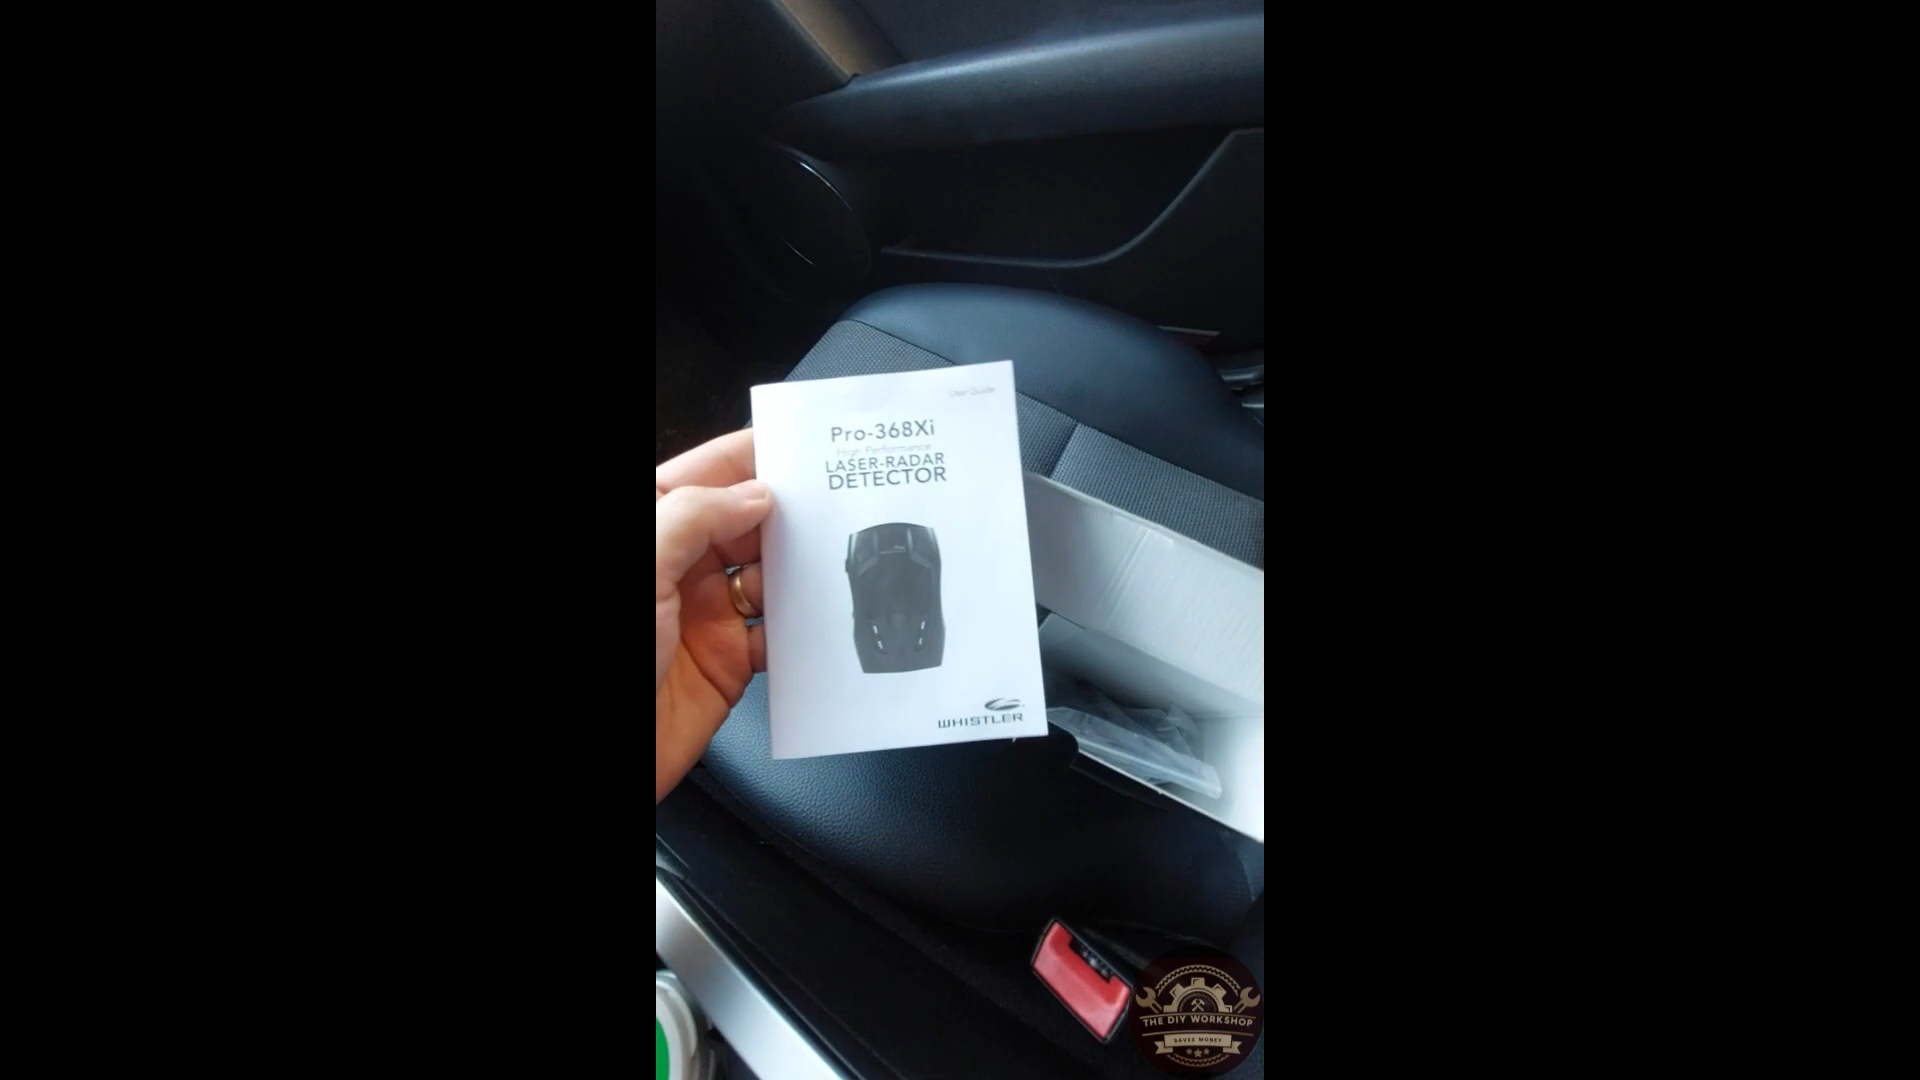 User Guide
Pro-368Xi
High Performance
LASER-RADAR
DETECTOR
WHISTLER
THE DIY WORKSHOP
SAVES MONEY